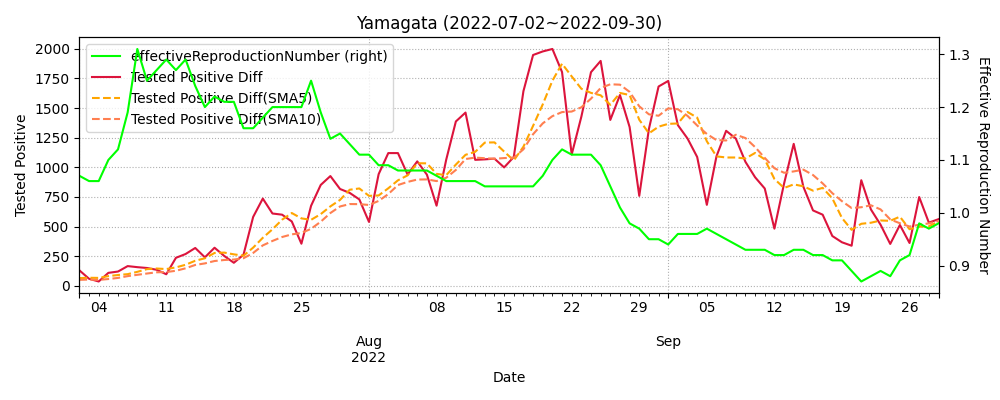 Yamagata (2022-07-02~2022-09-30)
effectiveReproductionNumber (right)
Tested Positive Diff
Tested Positive Diff(SMA5)
Tested Positive Diff(SMA10)
Tested Positive
2000
1750
1500
1250
1000
750
500
250
0
1.3
1.2
1.1
1.0
0.9
Effective Reproduction Number
04 11 18 25 08 15 22 29 05 12 19 26
Aug Sep
2022
Date